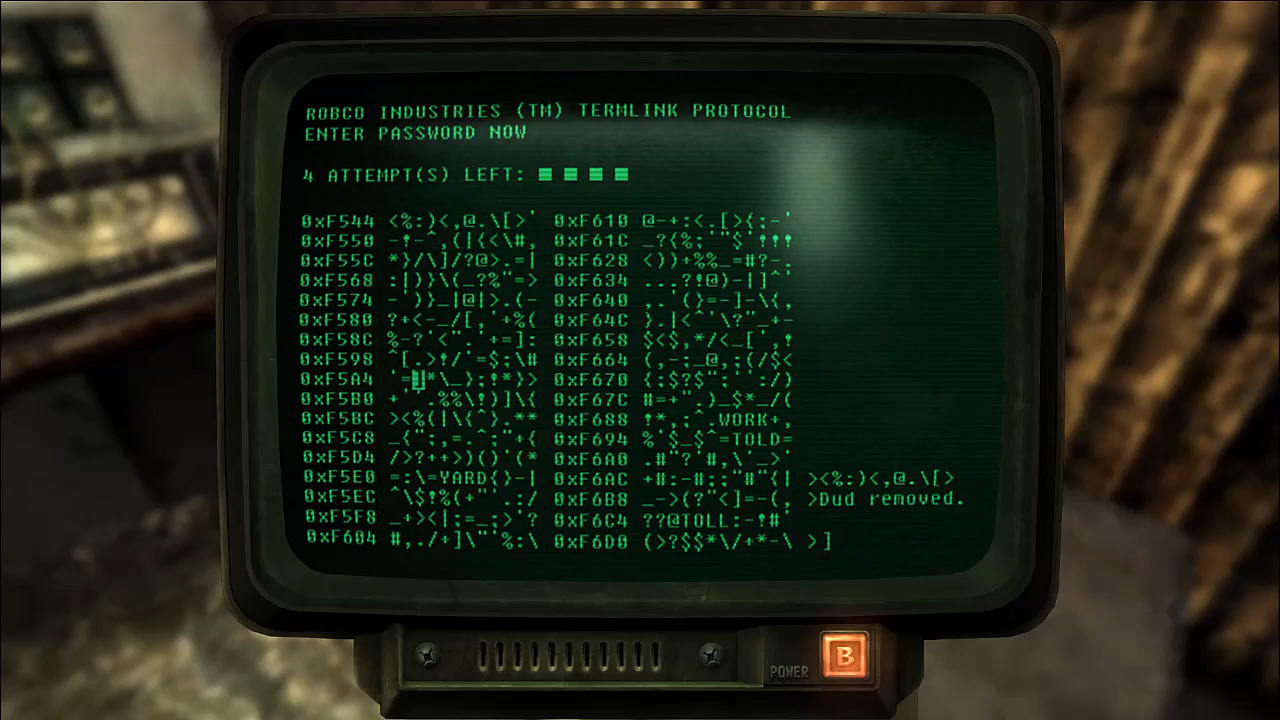 ROBCO INDUSTRIES (TM) TERMLINK PROTOCOL
ENTER PASSWORD NOW
4 ATTEMPT(S) LEFT:
0xF544 <%:)<,@.\[>' 0xF610 @-+:<.[>{;-'
0xF550 -!-^,(|{<\#, 0xF61C _?{%;'"$'!!!
0xF55C *}/\]/?@>.=| 0xF628 <))+%%_=#?-.
0xF568 :|)}\(_?%"=> 0xF634 ..;?!@)-|]^'
0xF574 -')}_|@|>.(- 0xF640 ,.'(}=-]-\{,
0xF580 ?+<-_/[,'+%( 0xF64C }.|<^'\?"_+-
0xF58C %-?'<".'+=]: 0xF658 $<$,*/<_[',!
0xF598 ^[.>!/'=$;\# 0xF664 (,-;_@,;(/$<
0xF5A4 '=]*\_};!*}> 0xF670 {:$?$":'':/)
0xF5B0 +'".%%\!)]\{ 0xF67C #=+".)_$*_/(
0xF5BC ><%(|\{^}.** 0xF688 !*,;^.WORK+,
0xF5C8 _{";,=.^;"+{ 0xF694 %'$_$^=TOLD=
0xF5D4 />?++>)()'(* 0xF6A0 .#"?'#,\'_>'
0xF5E0 =:\=YARD{}-| 0xF6AC +#:-#:;"#"{| ><%:)<,@.\[>
0xF5EC ^\$!%(+"'.:/ 0xF6B8 _->(?"<]=-(, >Dud removed.
0xF5F8 _+><|;=_;>'? 0xF6C4 ??@TOLL:-!#'
0xF604 #,./+]\"'%:\ 0xF6D0 (>?$$*\/+*-\ >]
POWER
B